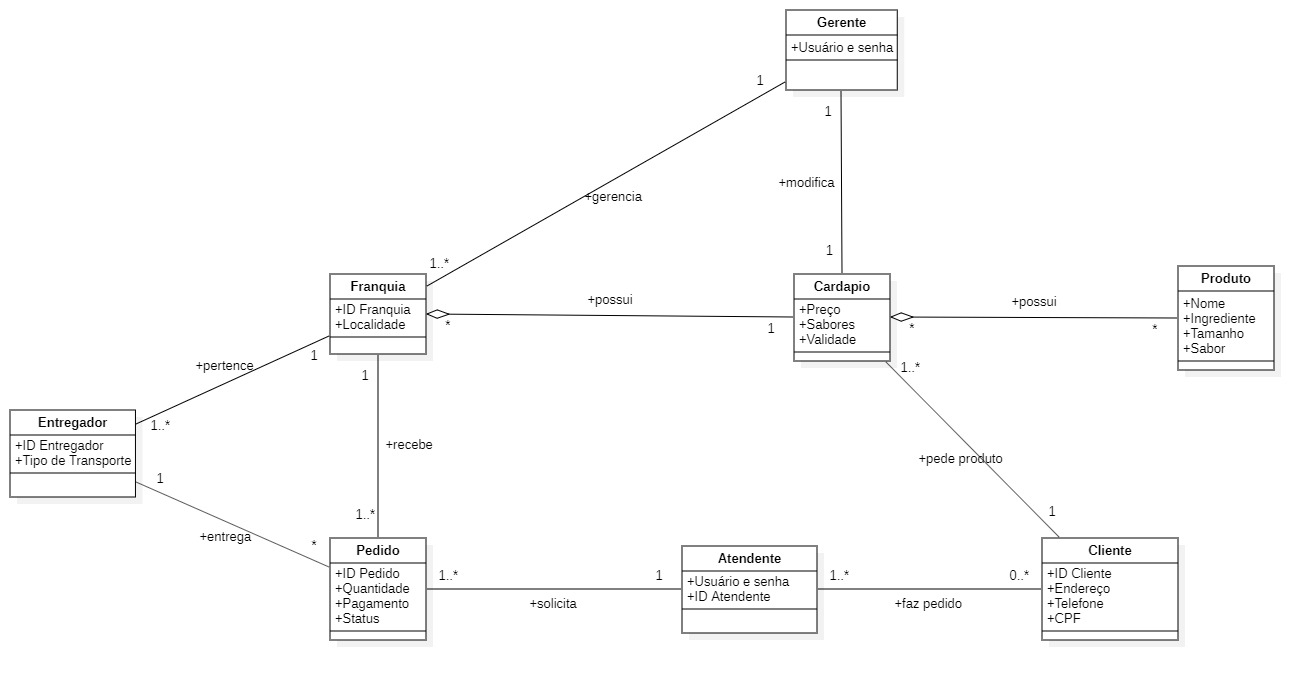 Gerente
+Usuário e senha
1
1
+modifica
+gerencia
1
1..*
Franquia
+ID Franquia
+Localidade
+possui
*
1
Cardapio
+Preço
+Sabores
+Validade
+possui
*
*
Produto
+Nome
+Ingrediente
+Tamanho
+Sabor
1
+pertence
1..*
1
+recebe
1..*
1..*
+pede produto
1
Entregador
+ID Entregador
+Tipo de Transporte
1
+entrega
*
Pedido
+ID Pedido
+Quantidade
+Pagamento
+Status
1..*
1
+solicita
Atendente
+Usuário e senha
+ID Atendente
1..*
0..*
+faz pedido
Cliente
+ID Cliente
+Endereço
+Telefone
+CPF